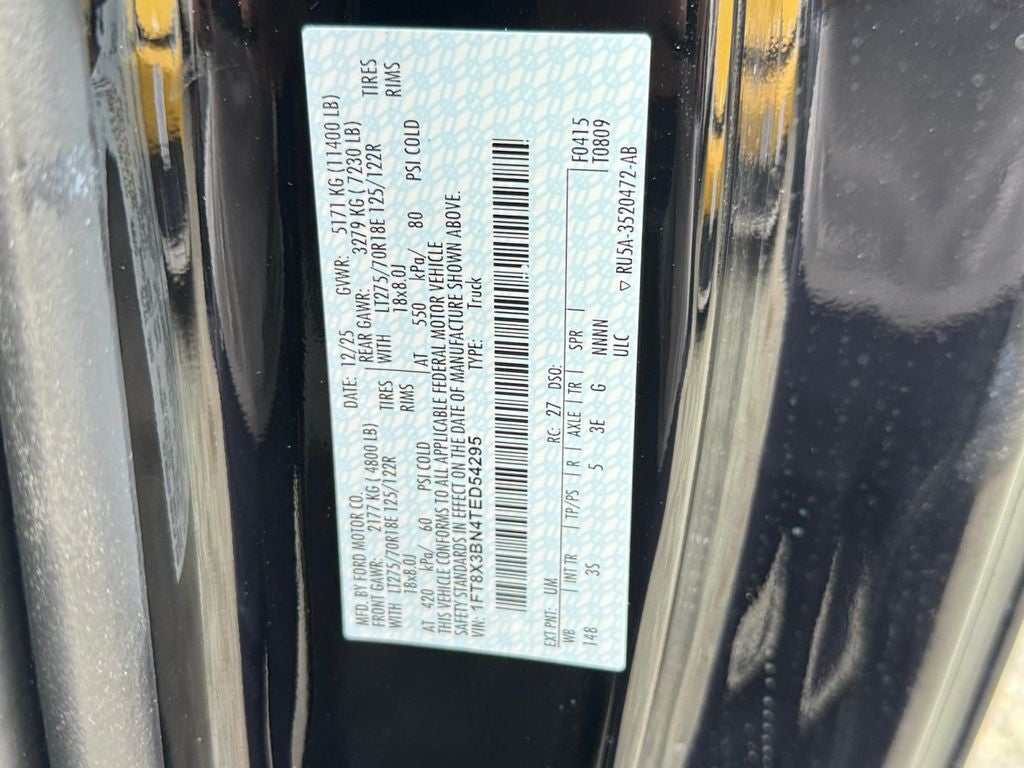 MFD. BY FORD MOTOR CO.
DATE: 12/25 GVWR: 5171 KG (11400 LB)
FRONT GAWR: 2177 KG (4800 LB) REAR GAWR: 3279 KG (7230 LB)
WITH LT275/70R18E 125/122R TIRES WITH LT275/70R18E 125/122R TIRES
18x8.0J RIMS 18x8.0J RIMS
AT 420 kPa/ 60 PSI COLD AT 550 kPa/ 80 PSI COLD
THIS VEHICLE CONFORMS TO ALL APPLICABLE FEDERAL MOTOR VEHICLE
SAFETY STANDARDS IN EFFECT ON THE DATE OF MANUFACTURE SHOWN ABOVE.
VIN: 1FT8X3BN4TED54295 TYPE: Truck
EXT PNT: UM RC: 27 DSO: F0415
WB INT TR TP/PS R AXLE TR SPR T0809
148 3S 5 3E G NNNN
ULC
▽ RU5A-3520472-AB